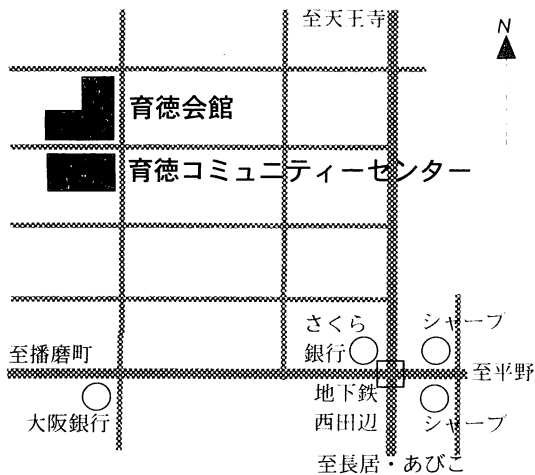 至天王寺
N
育徳会館
育徳コミュニティーセンター
さくら
銀行
シャープ
至播磨町
至平野
大阪銀行
地下鉄
西田辺
シャープ
至長居・あびこ